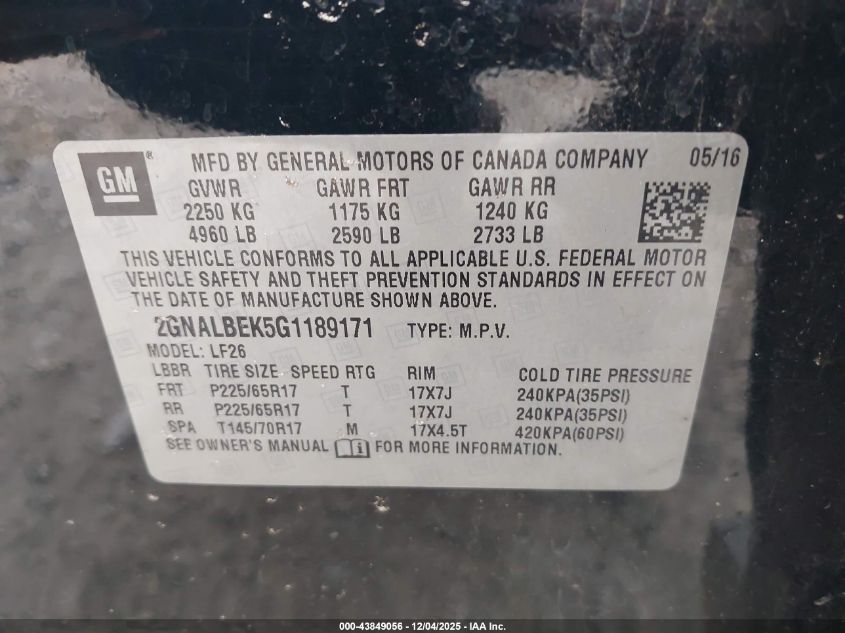 GM ® MFD BY GENERAL MOTORS OF CANADA COMPANY 05/16
GVWR GAWR FRT GAWR RR
2250 KG 1175 KG 1240 KG
4960 LB 2590 LB 2733 LB
THIS VEHICLE CONFORMS TO ALL APPLICABLE U.S. FEDERAL MOTOR
VEHICLE SAFETY AND THEFT PREVENTION STANDARDS IN EFFECT ON
THE DATE OF MANUFACTURE SHOWN ABOVE.
2GNALBEK5G1189171 TYPE: M.P.V.
MODEL: LF26
LBBR TIRE SIZE SPEED RTG RIM COLD TIRE PRESSURE
FRT P225/65R17 T 17X7J 240KPA(35PSI)
RR P225/65R17 T 17X7J 240KPA(35PSI)
SPA T145/70R17 M 17X4.5T 420KPA(60PSI)
SEE OWNER'S MANUAL FOR MORE INFORMATION.
000-43849056 - 12/04/2025 - IAA Inc.